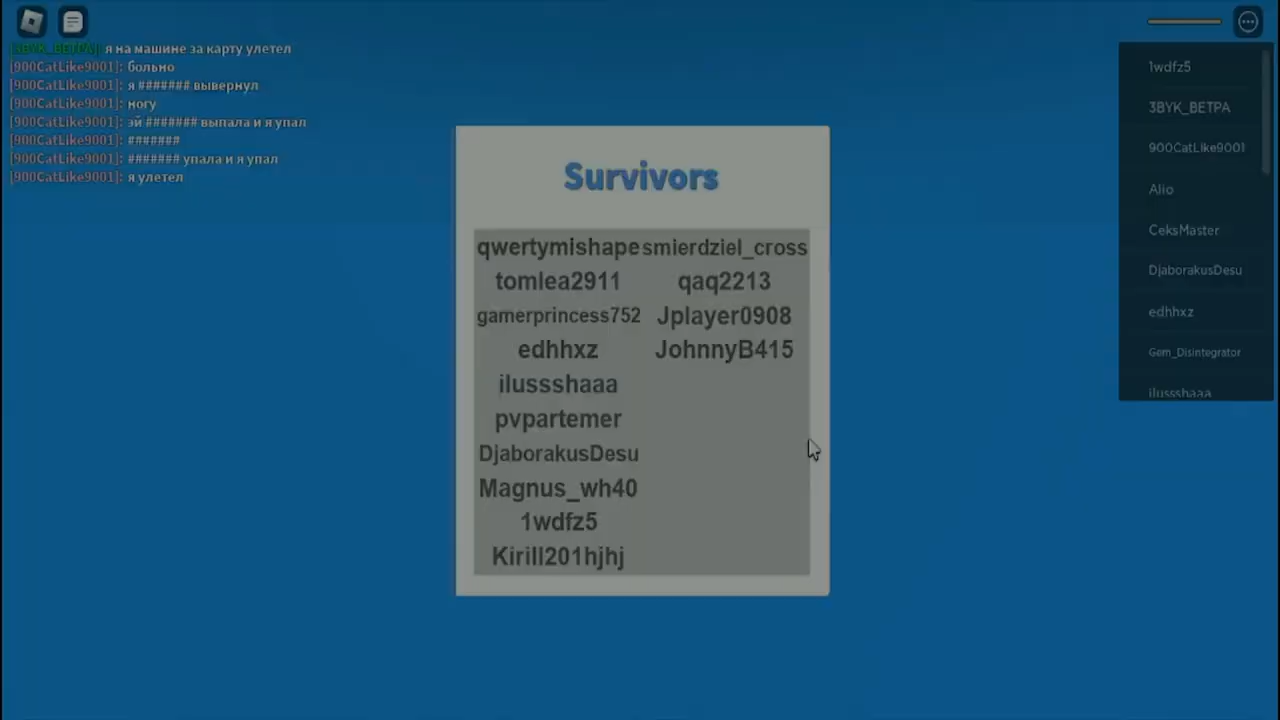 [3BYK_BETPA]: я на машине за карту улетел
[900CatLike9001]: больно
[900CatLike9001]: я ####### вывернул
[900CatLike9001]: ногу
[900CatLike9001]: эй ####### выпала и я упал
[900CatLike9001]: #######
[900CatLike9001]: ####### упала и я упал
[900CatLike9001]: я улетел
Survivors
qwertymishape smierdziel_cross
tomlea2911 qaq2213
gamerprincess752 Jplayer0908
edhhxz JohnnyB415
ilussshaaa
pvpartemer
DjaborakusDesu
Magnus_wh40
1wdfz5
Kirill201hjhj
1wdfz5
3BYK_BETPA
900CatLike9001
Alio
CeksMaster
DjaborakusDesu
edhhxz
Gem_Disintegrator
ilussshaaa